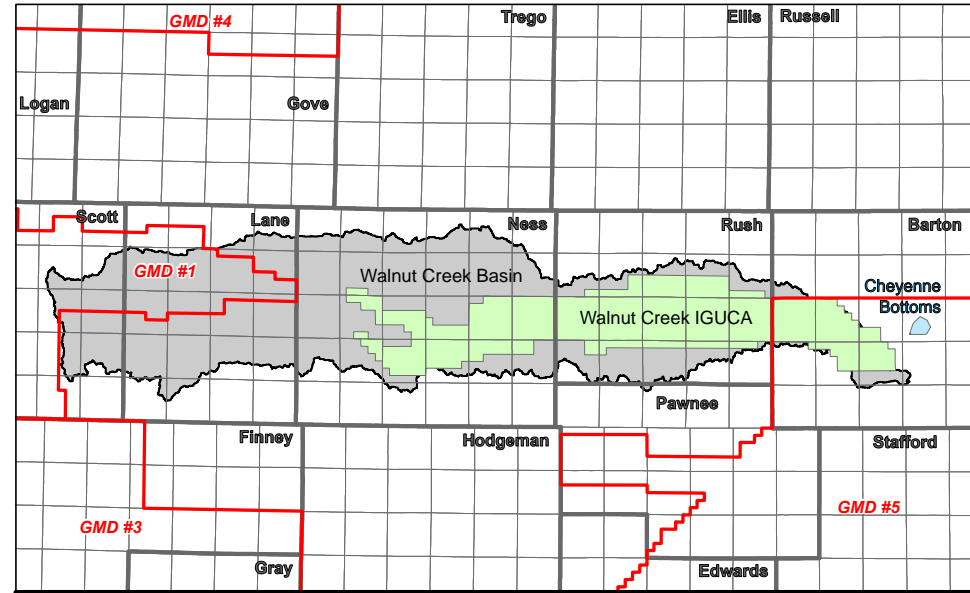 GMD #4
Trego
Ellis
Russell
Logan
Gove
Scott
Lane
Ness
Rush
Barton
GMD #1
Walnut Creek Basin
Cheyenne
Bottoms
Walnut Creek IGUCA
Pawnee
Finney
Hodgeman
Stafford
GMD #3
GMD #5
Gray
Edwards